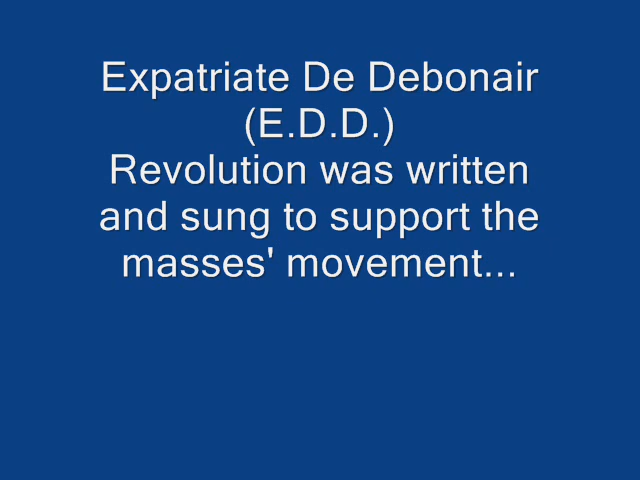 Expatriate De Debonair
(E.D.D.)
Revolution was written
and sung to support the
masses' movement...